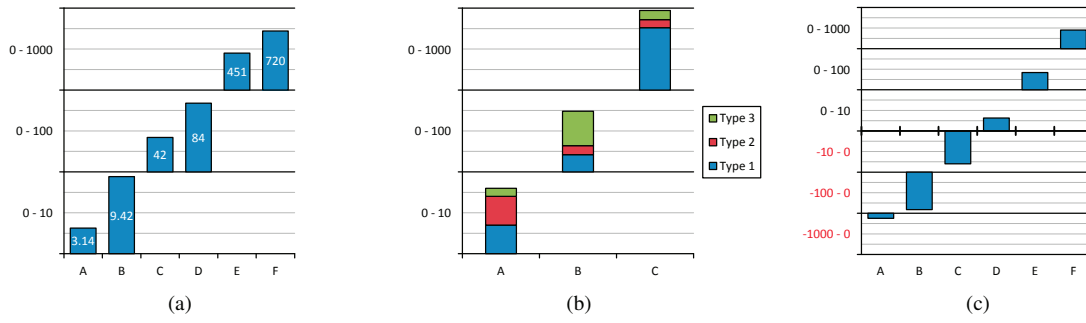 0 - 1000
0 - 100
0 - 10
3.14
9.42
42
84
451
720
A B C D E F
(a)
0 - 1000
0 - 100
0 - 10
Type 3
Type 2
Type 1
A B C
(b)
0 - 1000
0 - 100
0 - 10
-10 - 0
-100 - 0
-1000 - 0
A B C D E F
(c)